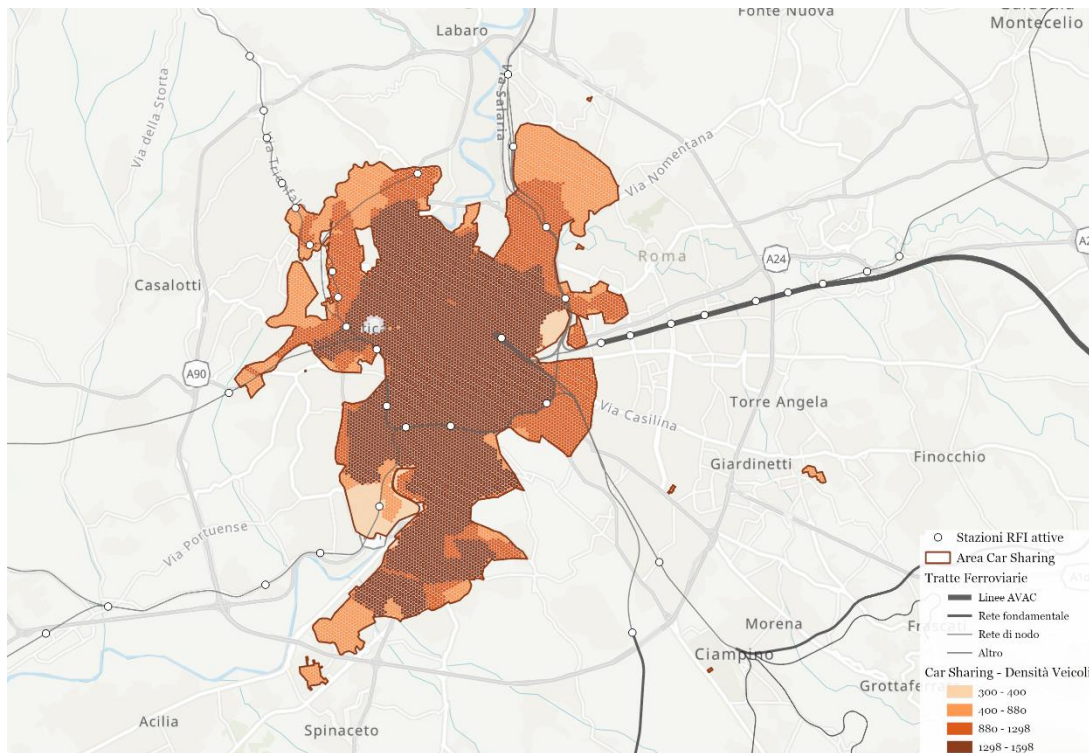 Fonte Nuova
Montecelio
Labaro
Via Salaria
Via della Storta
Via Nomentana
Roma
A24
Casalotti
A90
Via Casilina
Torre Angela
Giardinetti
Finocchio
Via Portuense
Stazioni RFI attive
Area Car Sharing
Tratte Ferroviarie
Linee AVAC
Rete fondamentale
Rete di nodo
Altro
Morena
Ciampino
Car Sharing - Densità Veicoli
300 - 400
400 - 880
880 - 1298
1298 - 1598
Acilia
Spinaceto